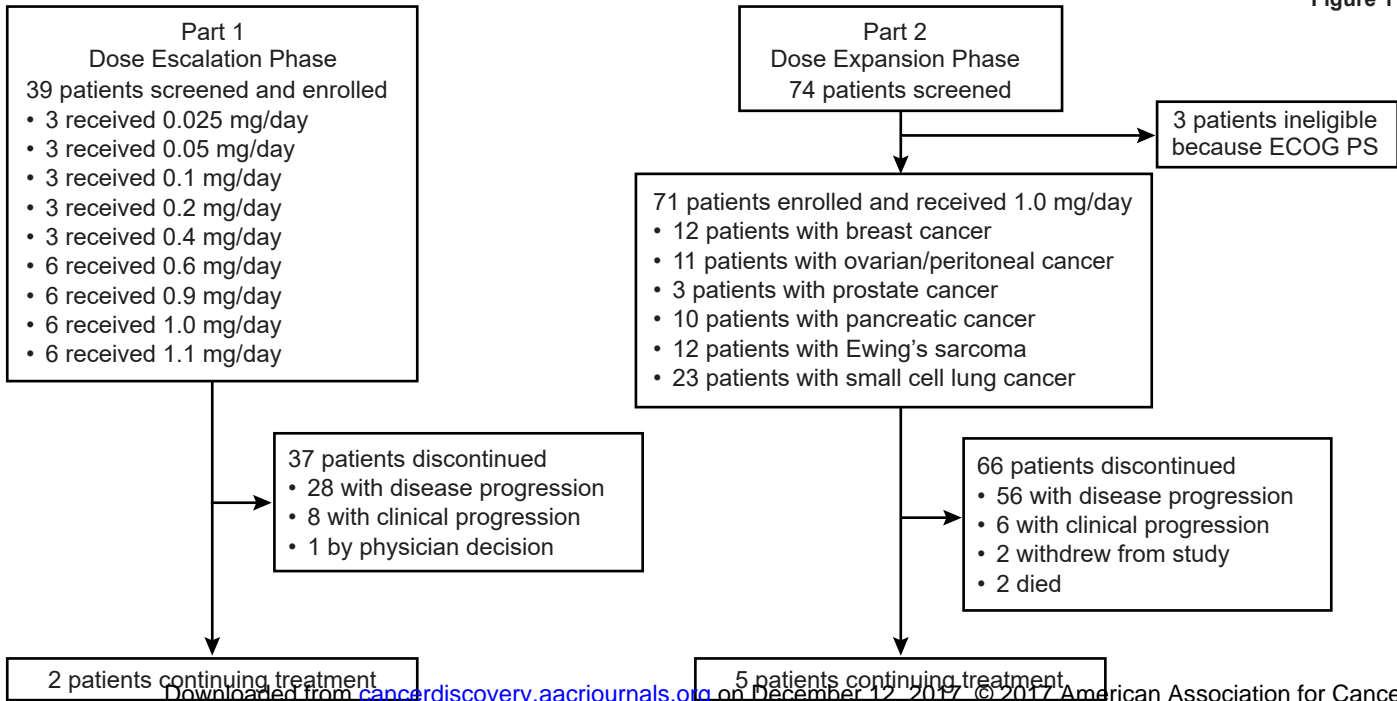 Figure 1
Part 1
Dose Escalation Phase
39 patients screened and enrolled
• 3 received 0.025 mg/day
• 3 received 0.05 mg/day
• 3 received 0.1 mg/day
• 3 received 0.2 mg/day
• 3 received 0.4 mg/day
• 6 received 0.6 mg/day
• 6 received 0.9 mg/day
• 6 received 1.0 mg/day
• 6 received 1.1 mg/day
37 patients discontinued
• 28 with disease progression
• 8 with clinical progression
• 1 by physician decision
2 patients continuing treatment
Part 2
Dose Expansion Phase
74 patients screened
3 patients ineligible
because ECOG PS
71 patients enrolled and received 1.0 mg/day
• 12 patients with breast cancer
• 11 patients with ovarian/peritoneal cancer
• 3 patients with prostate cancer
• 10 patients with pancreatic cancer
• 12 patients with Ewing's sarcoma
• 23 patients with small cell lung cancer
66 patients discontinued
• 56 with disease progression
• 6 with clinical progression
• 2 withdrew from study
• 2 died
5 patients continuing treatment
Downloaded from cancerdiscovery.aacrjournals.org on December 12, 2017. © 2017 American Association for Cance